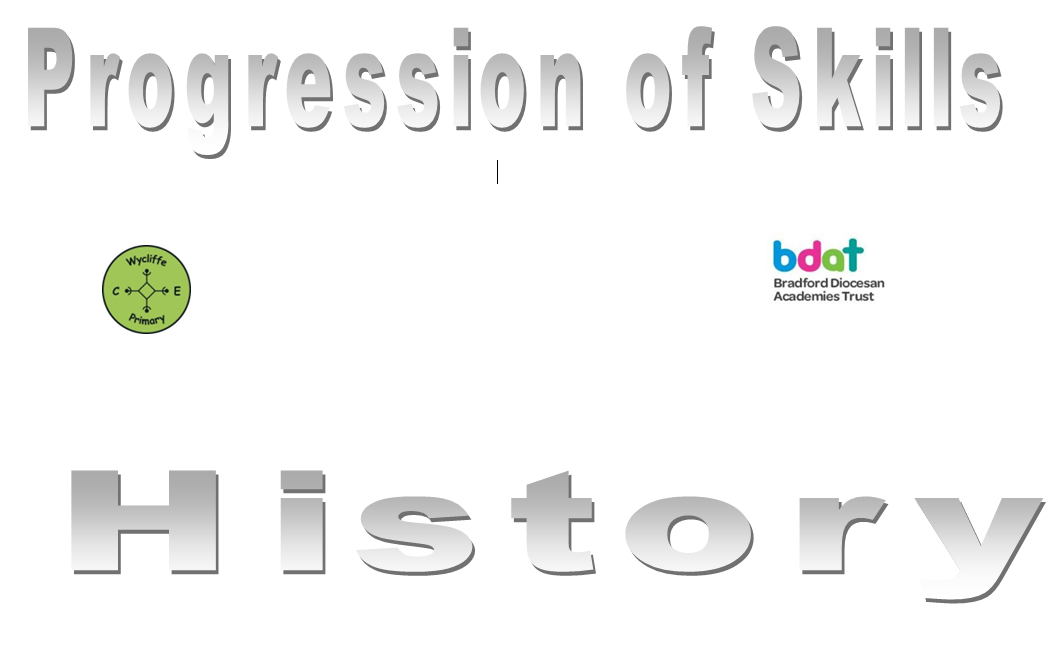 Progression of Skills
Wycliffe
C E
Primary
bdat
Bradford Diocesan
Academies Trust
History